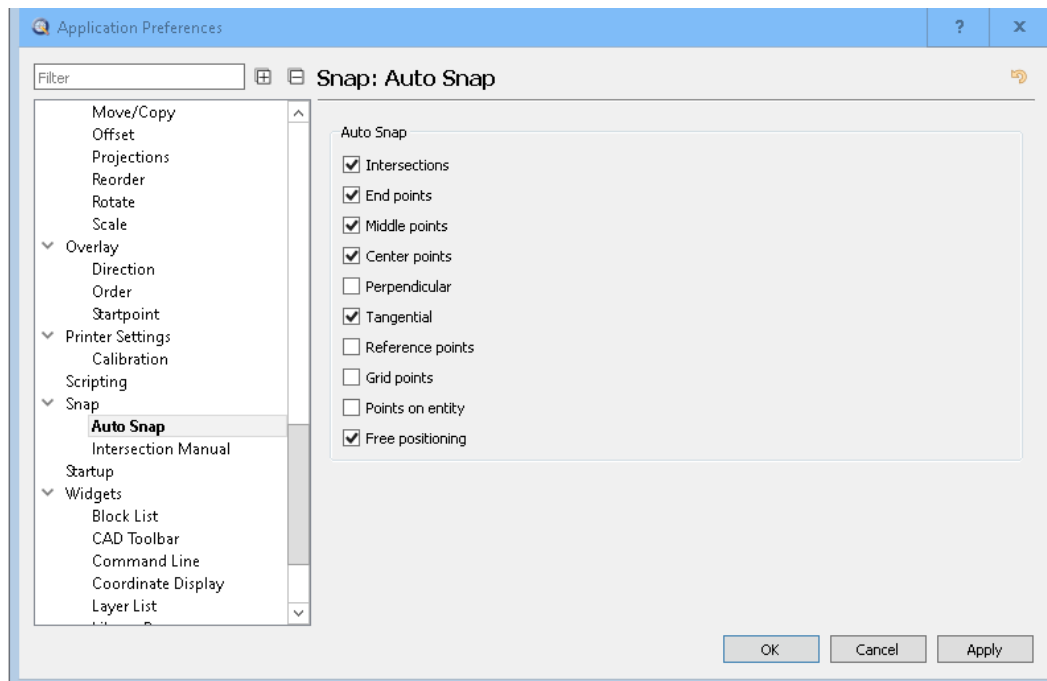 Application Preferences
?
x
Filter
Snap: Auto Snap
Move/Copy
Offset
Projections
Reorder
Rotate
Scale
Overlay
Direction
Order
Startpoint
Printer Settings
Calibration
Scripting
Snap
Auto Snap
Intersection Manual
Startup
Widgets
Block List
CAD Toolbar
Command Line
Coordinate Display
Layer List
Auto Snap
Intersections
End points
Middle points
Center points
Perpendicular
Tangential
Reference points
Grid points
Points on entity
Free positioning
OK
Cancel
Apply